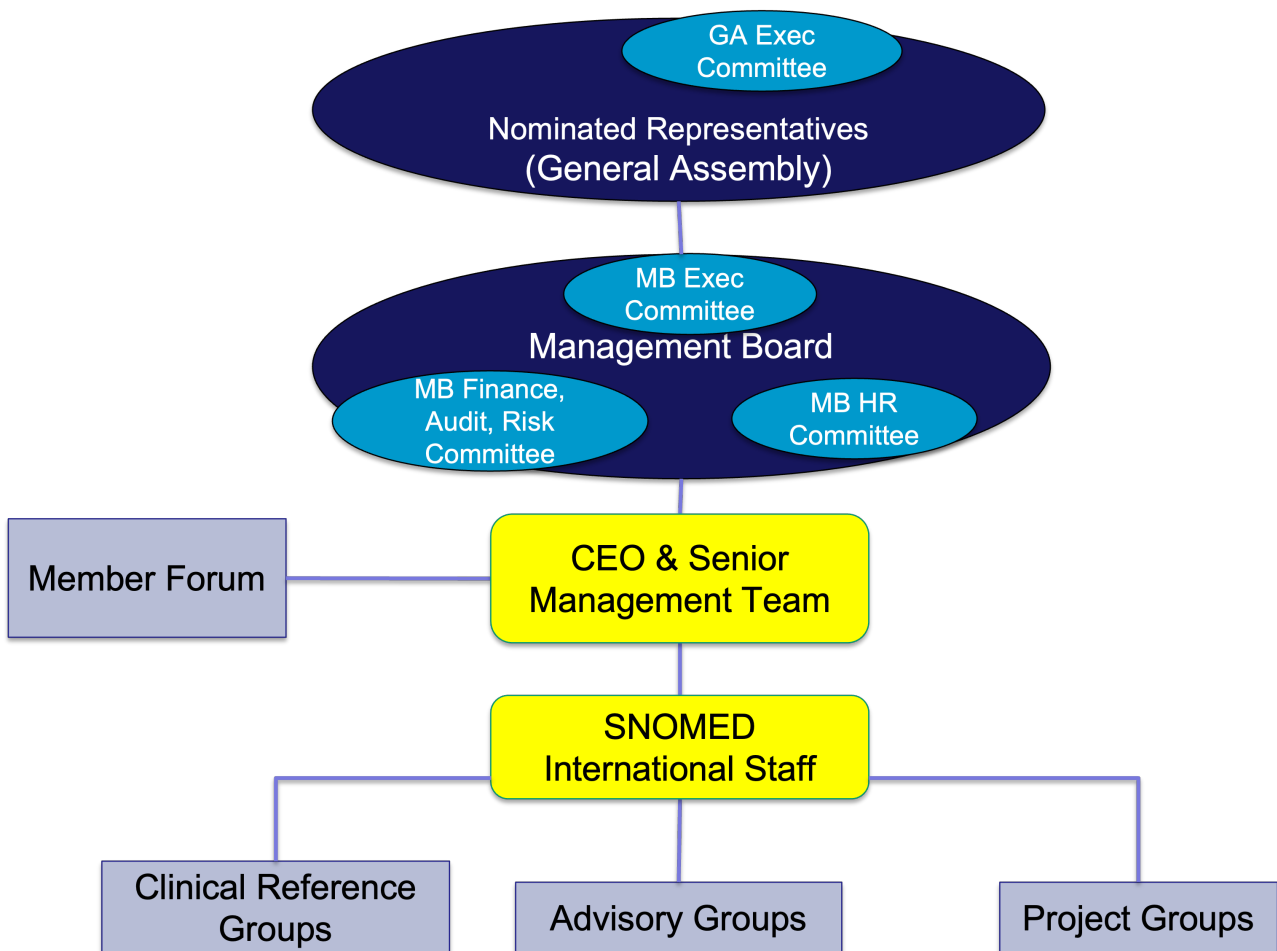 GA Exec
Committee
Nominated Representatives
(General Assembly)
MB Exec
Committee
Management Board
MB Finance,
Audit, Risk
Committee
MB HR
Committee
Member Forum
CEO & Senior
Management Team
SNOMED
International Staff
Clinical Reference
Groups
Advisory Groups
Project Groups